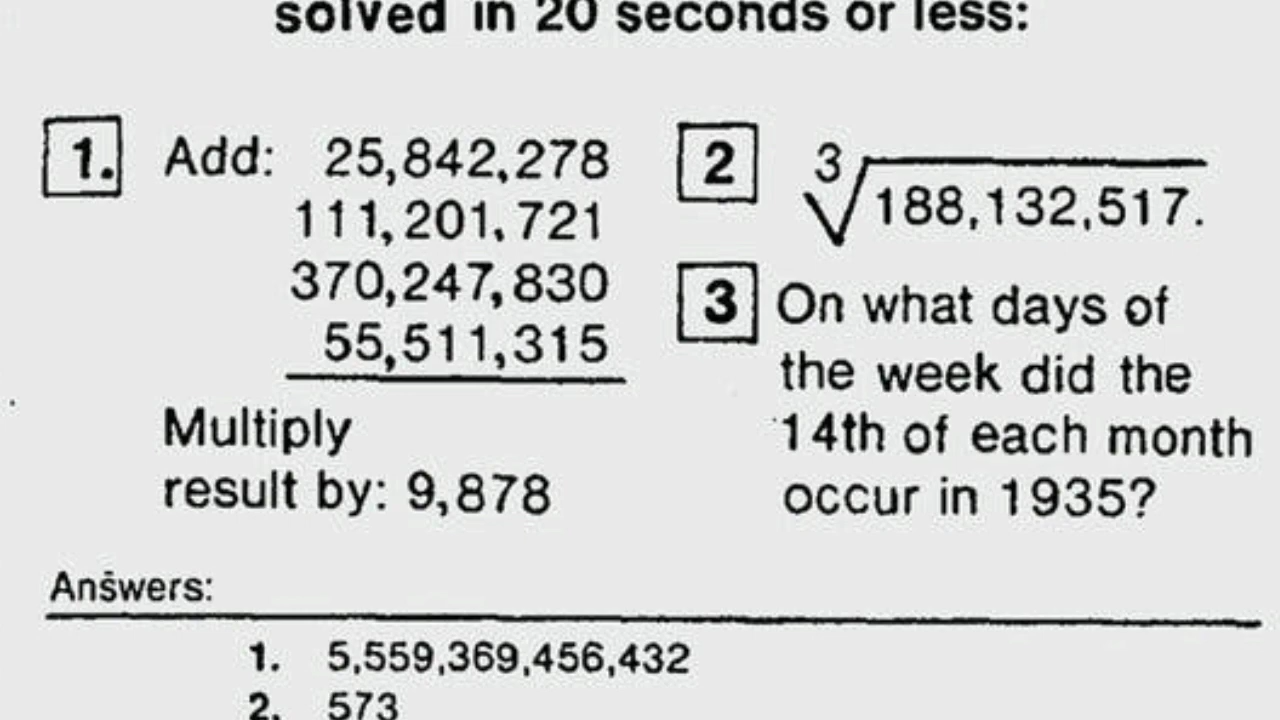 solved in 20 seconds or less:
1. Add: 25,842,278
111,201,721
370,247,830
55,511,315
Multiply
result by: 9,878
2 3√188,132,517.
3 On what days of
the week did the
14th of each month
occur in 1935?
Answers:
1. 5,559,369,456,432
2. 573